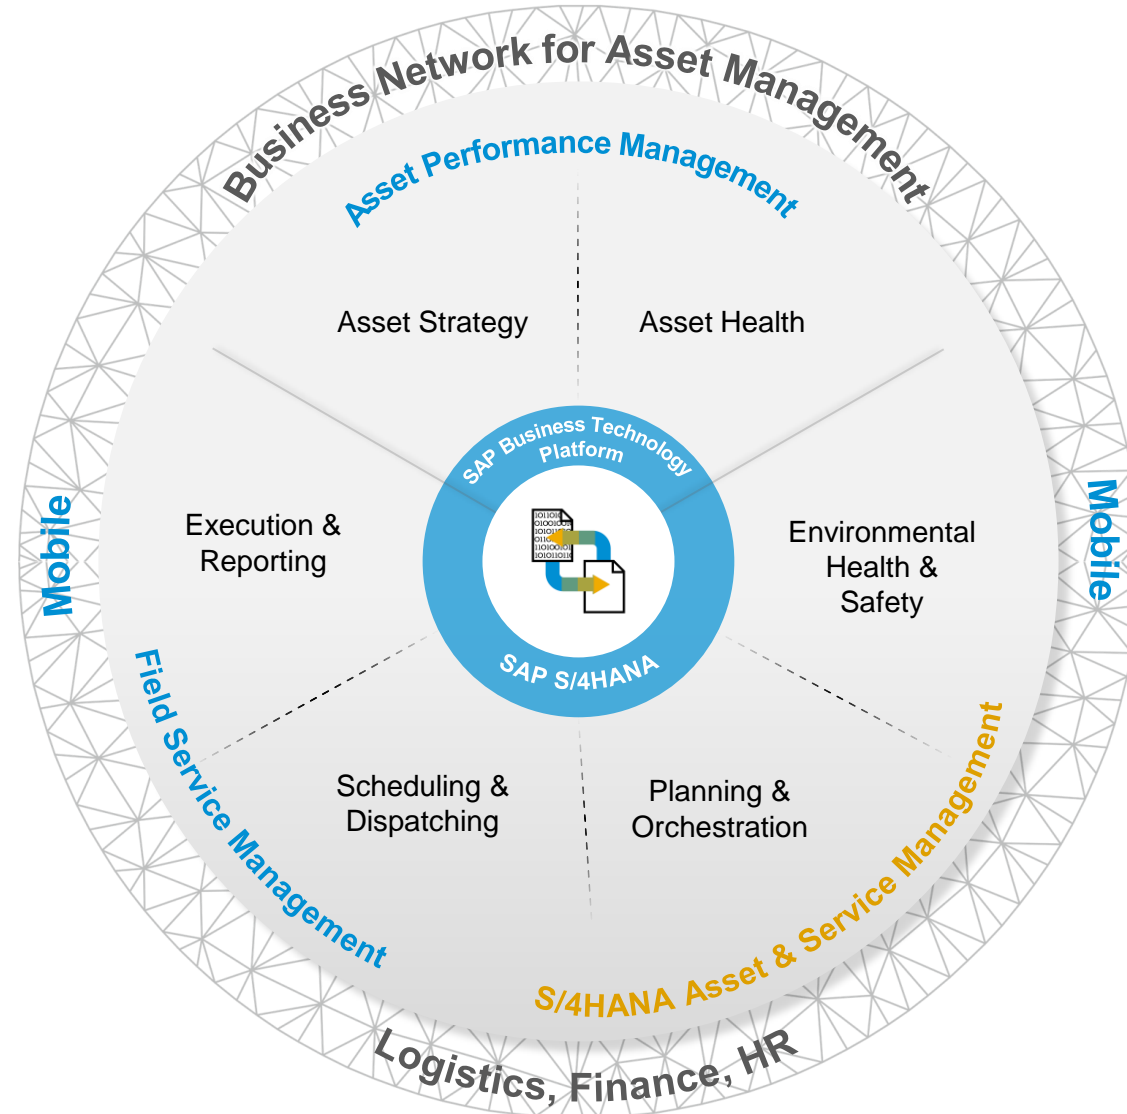 Business Network for Asset Management
Asset Performance Management
Asset Strategy
Asset Health
SAP Business Technology
Platform
Mobile
Mobile
Execution &
Reporting
Environmental
Health &
Safety
SAP S/4HANA
Field Service Management
Scheduling &
Dispatching
Planning &
Orchestration
S/4HANA Asset & Service Management
Logistics, Finance, HR